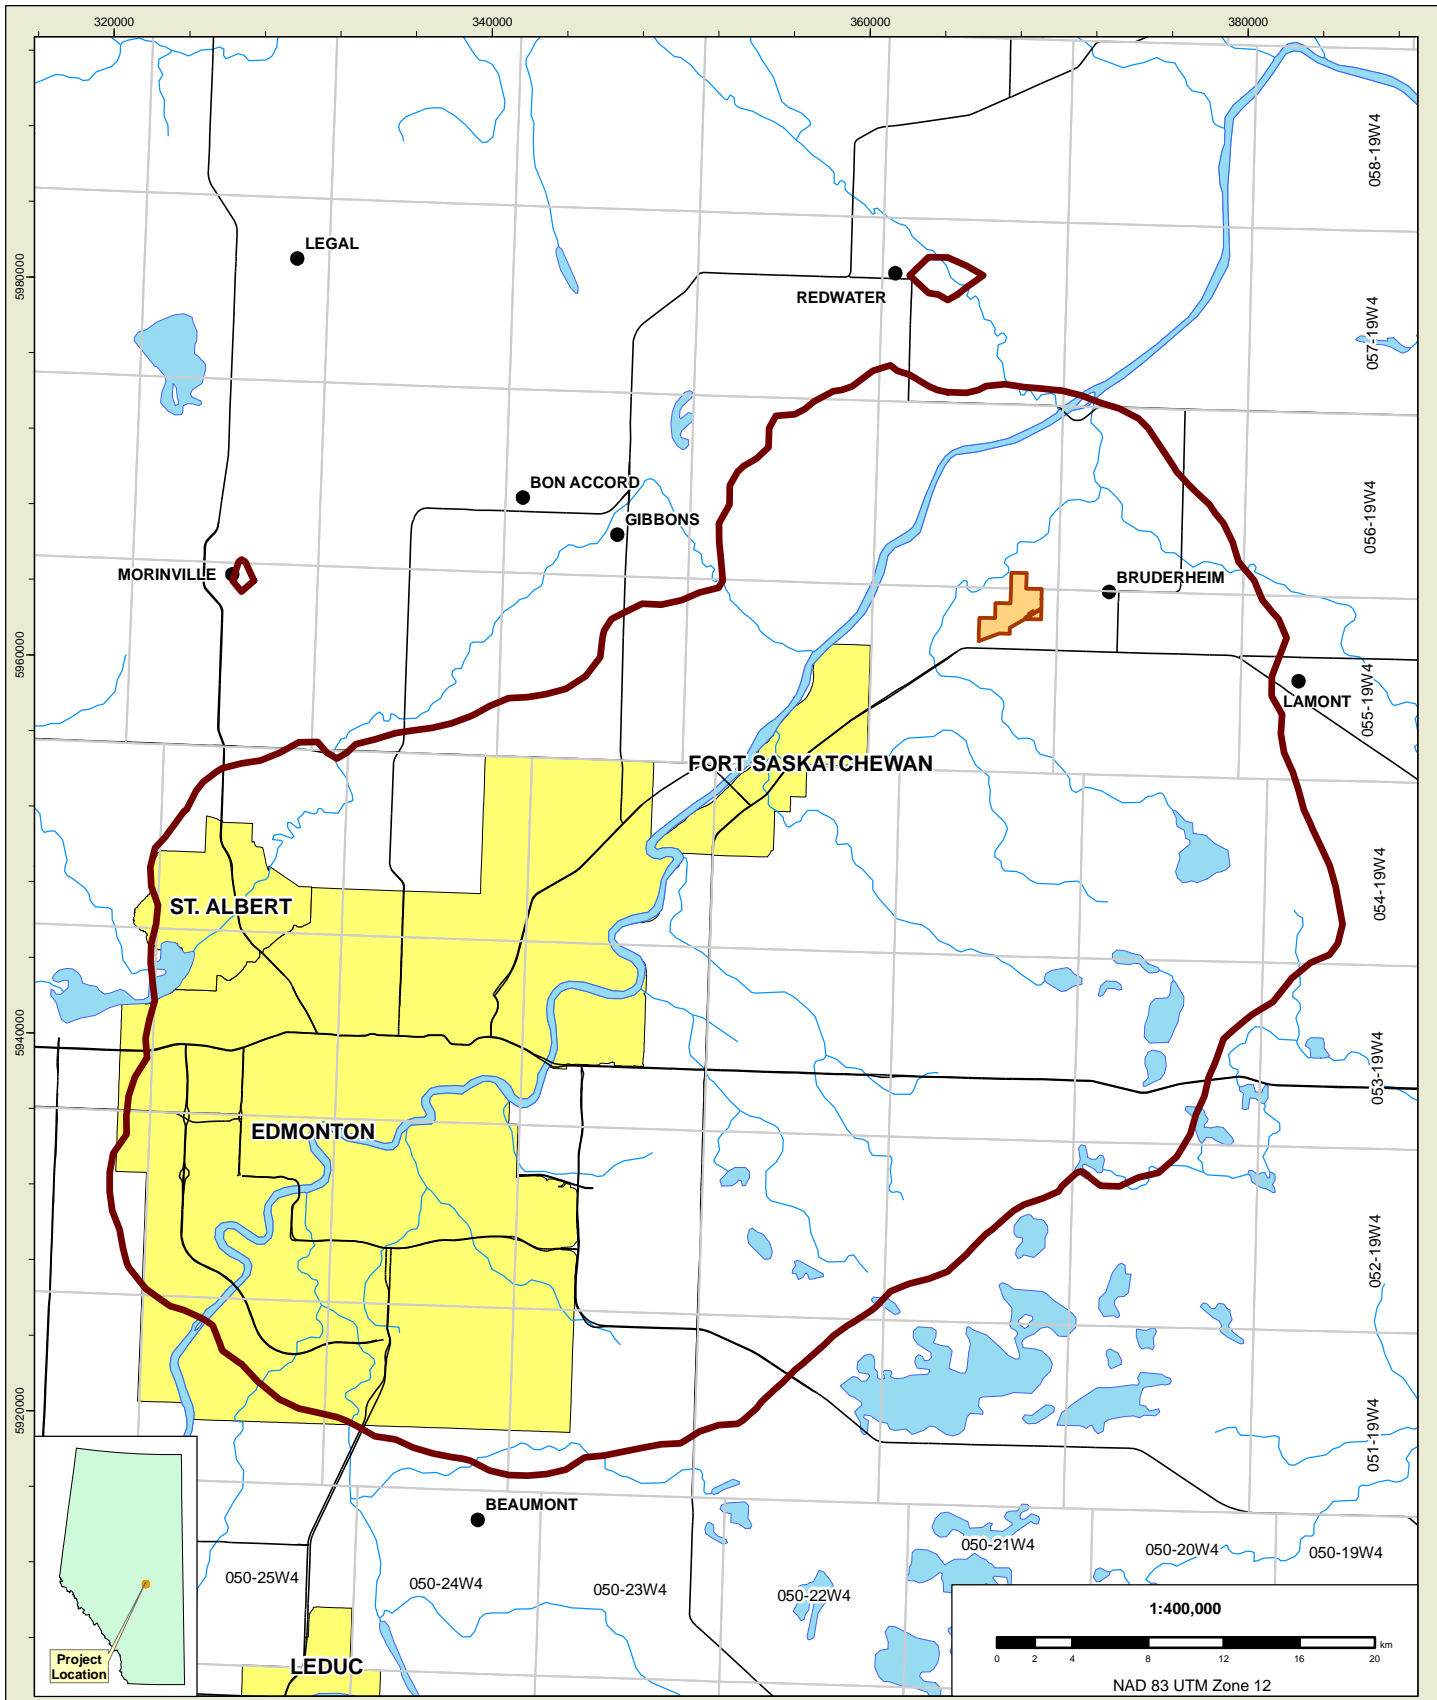 320000
340000
360000
380000
058-19W4
LEGAL
5980000
REDWATER
057-19W4
BON ACCORD
GIBBONS
056-19W4
MORINVILLE
BRUDERHEIM
5960000
LAMONT
055-19W4
FORT SASKATCHEWAN
ST. ALBERT
054-19W4
5940000
053-19W4
EDMONTON
052-19W4
5920000
051-19W4
BEAUMONT
050-25W4
050-24W4
050-23W4
050-22W4
050-21W4
050-20W4
050-19W4
Project
Location
LEDUC
1:400,000
0 2 4 8 12 16 20 km
NAD 83 UTM Zone 12